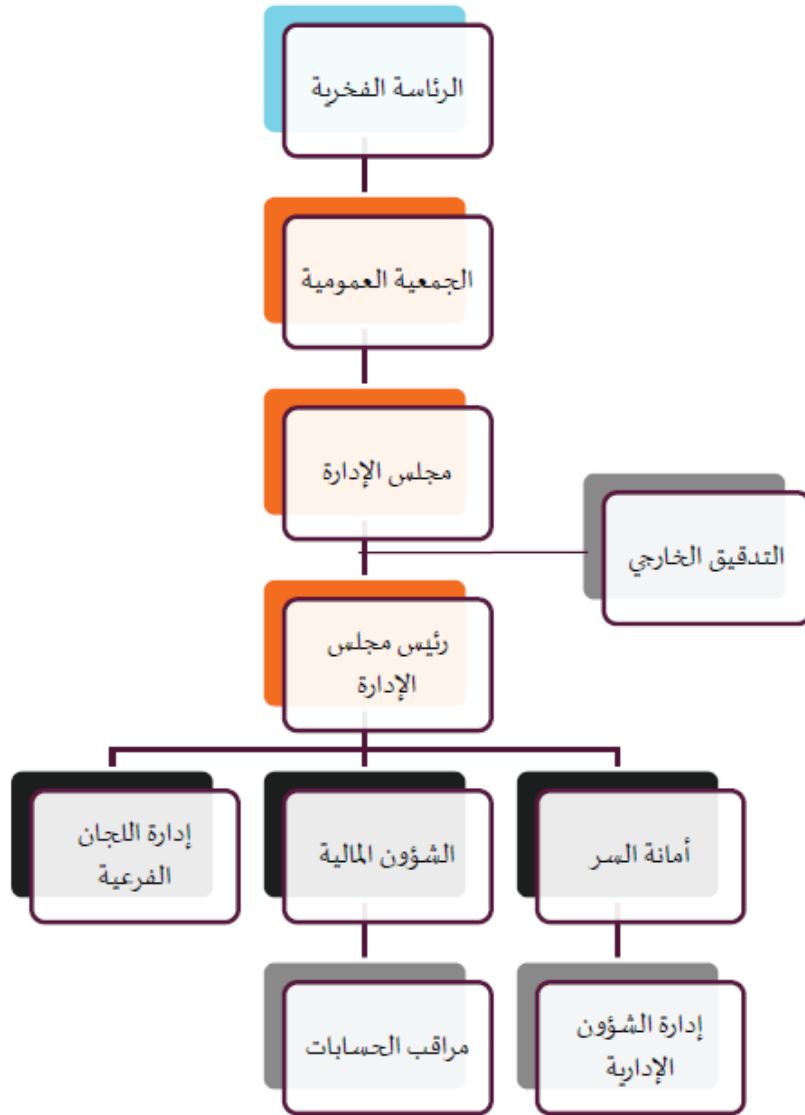 الرئاسة الفخرية
الجمعية العمومية
مجلس الإدارة
التدقيق الخارجي
رئيس مجلس
الإدارة
أمانة السر
الشؤون المالية
إدارة اللجان
الفرعية
إدارة الشؤون
الإدارية
مراقب الحسابات